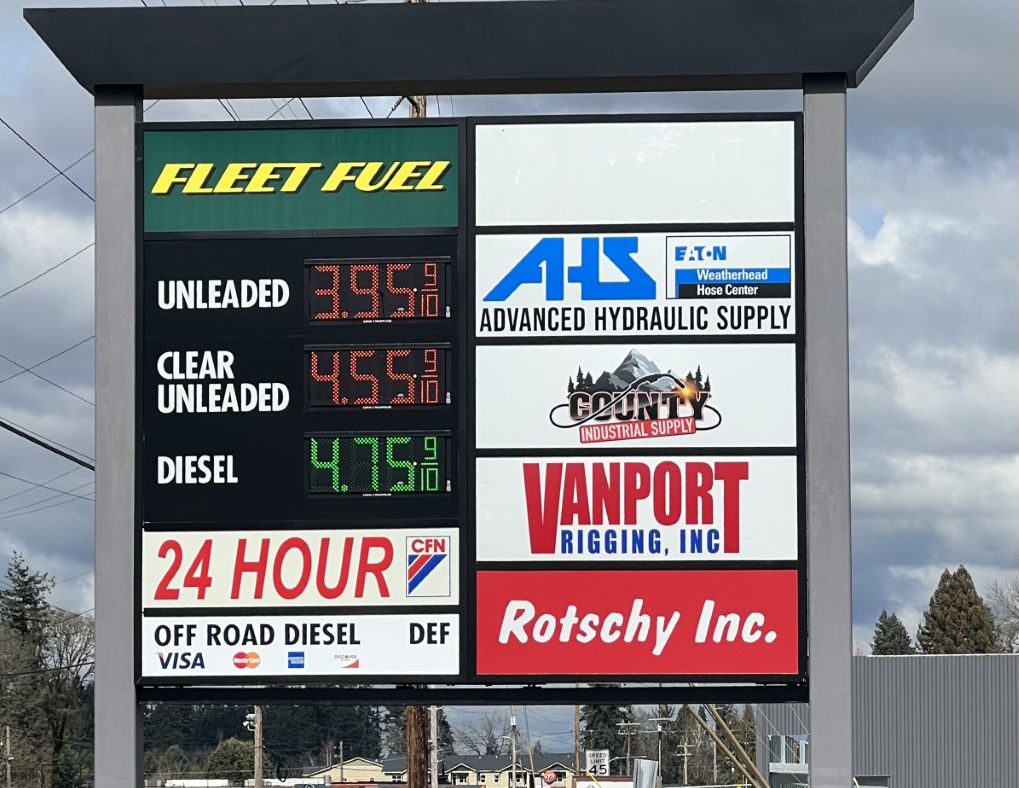 FLEET FUEL
UNLEADED 3.95 9/10
CLEAR
UNLEADED 4.55 9/10
DIESEL 4.75 9/10
24 HOUR CFN
OFF ROAD DIESEL DEF
VISA MasterCard DISCOVER
AHS
EATON
Weatherhead
Hose Center
ADVANCED HYDRAULIC SUPPLY
COUNTY
INDUSTRIAL SUPPLY
VANPORT
RIGGING, INC
Rotschy Inc.
SPEED
LIMIT
45